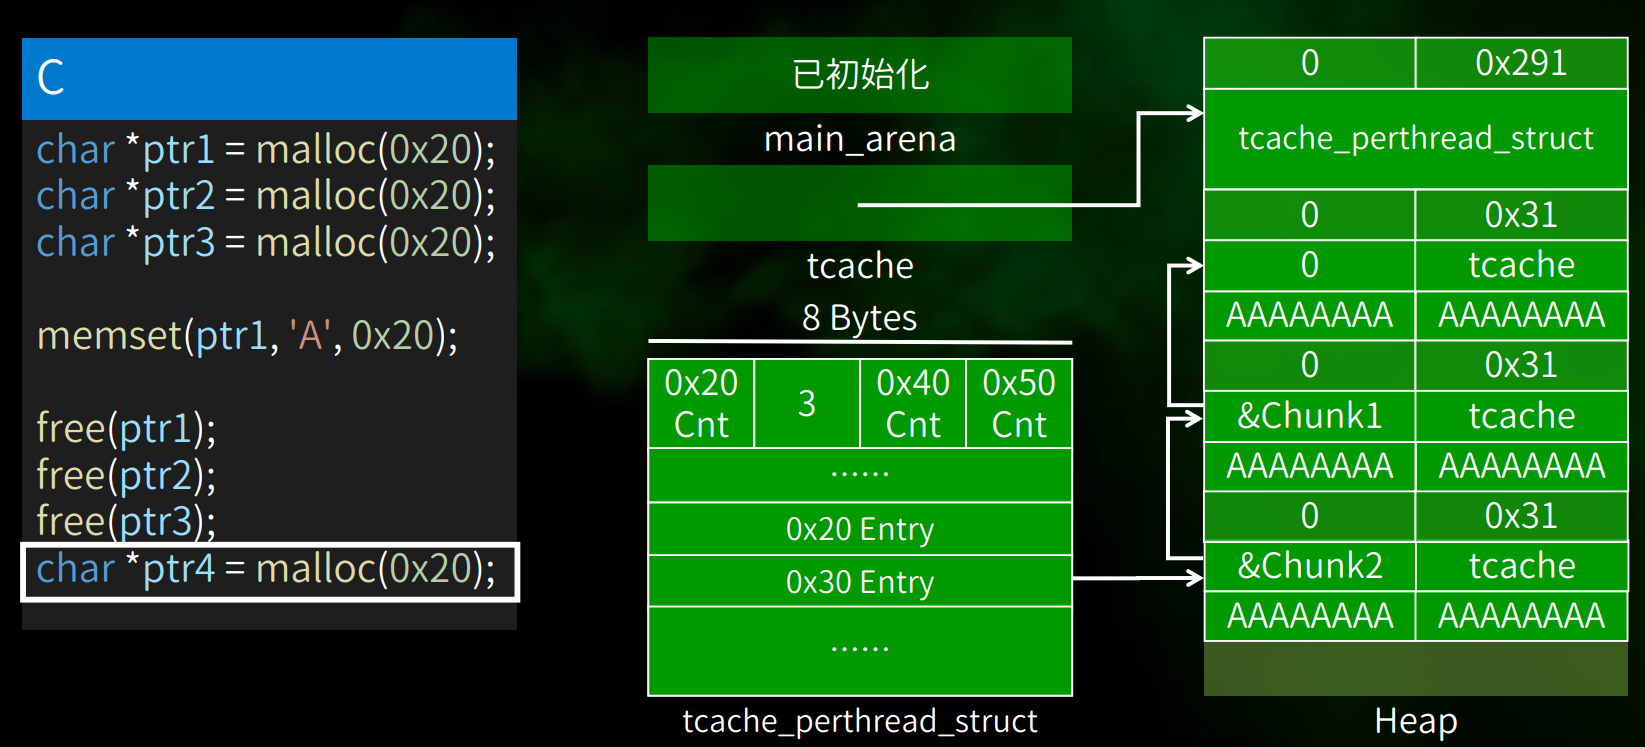 C
char *ptr1 = malloc(0x20);
char *ptr2 = malloc(0x20);
char *ptr3 = malloc(0x20);
memset(ptr1, 'A', 0x20);
free(ptr1);
free(ptr2);
free(ptr3);
char *ptr4 = malloc(0x20);
已初始化
main_arena
tcache
8 Bytes
0x20 Cnt
3
0x40 Cnt
0x50 Cnt
......
0x20 Entry
0x30 Entry
......
tcache_perthread_struct
0 0x291
tcache_perthread_struct
0 0x31
0 tcache
AAAAAAAA AAAAAAAA
0 0x31
&Chunk1 tcache
AAAAAAAA AAAAAAAA
0 0x31
&Chunk2 tcache
AAAAAAAA AAAAAAAA
Heap